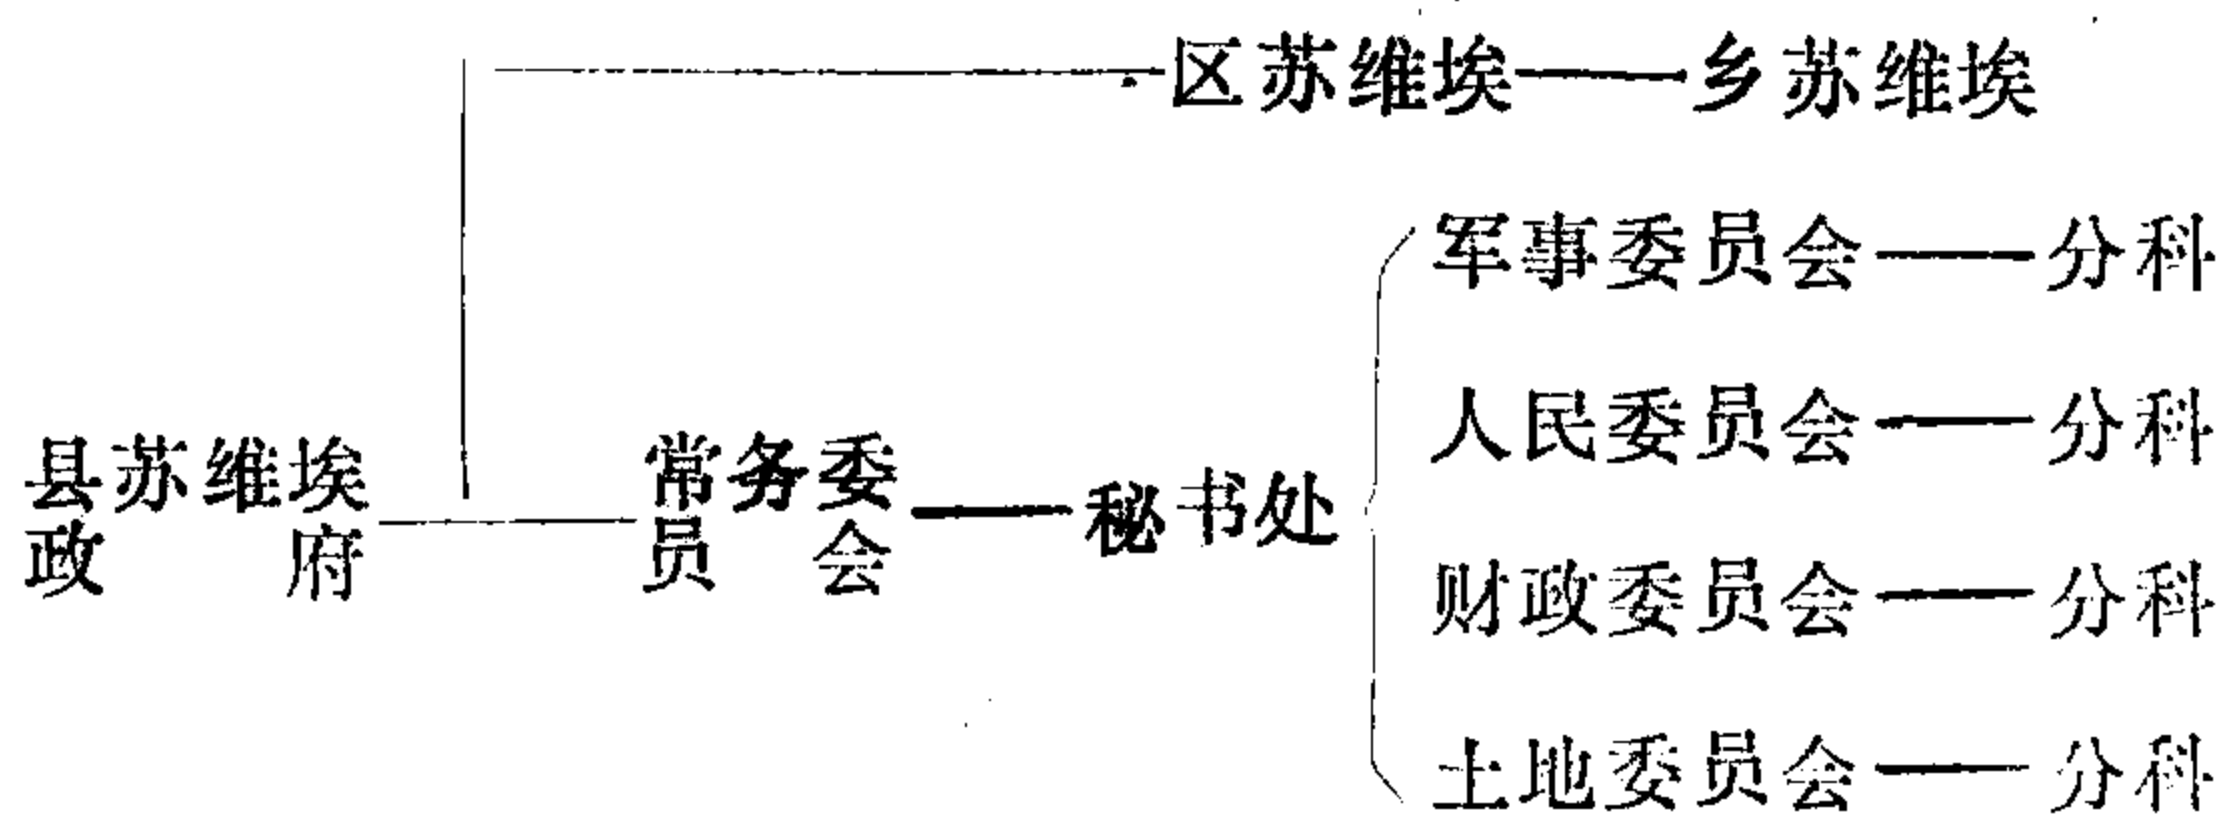 区苏维埃——乡苏维埃
军事委员会——分科
人民委员会——分科
县苏维埃
政府
常务委
员会
秘书处
财政委员会——分科
土地委员会——分科